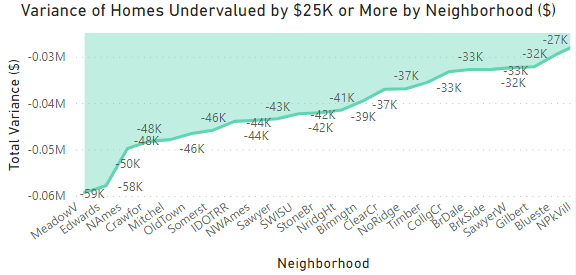 Variance of Homes Undervalued by $25K or More by Neighborhood ($)
Total Variance ($)
-0.03M
-0.04M
-0.05M
-0.06M
-59K
-58K
-50K
-48K
-48K
-46K
-46K
-44K
-44K
-43K
-42K
-42K
-41K
-39K
-37K
-37K
-33K
-33K
-33K
-32K
-32K
-27K
MeadowV
Edwards
NAmes
Crawfor
Mitchel
OldTown
Somerst
IDOTRR
NWAmes
Sawyer
SWISU
StoneBr
NridgHt
Blmngtn
ClearCr
NoRidge
Timber
CollgCr
BrDale
BrkSide
SawyerW
Gilbert
Blueste
NPkVill
Neighborhood